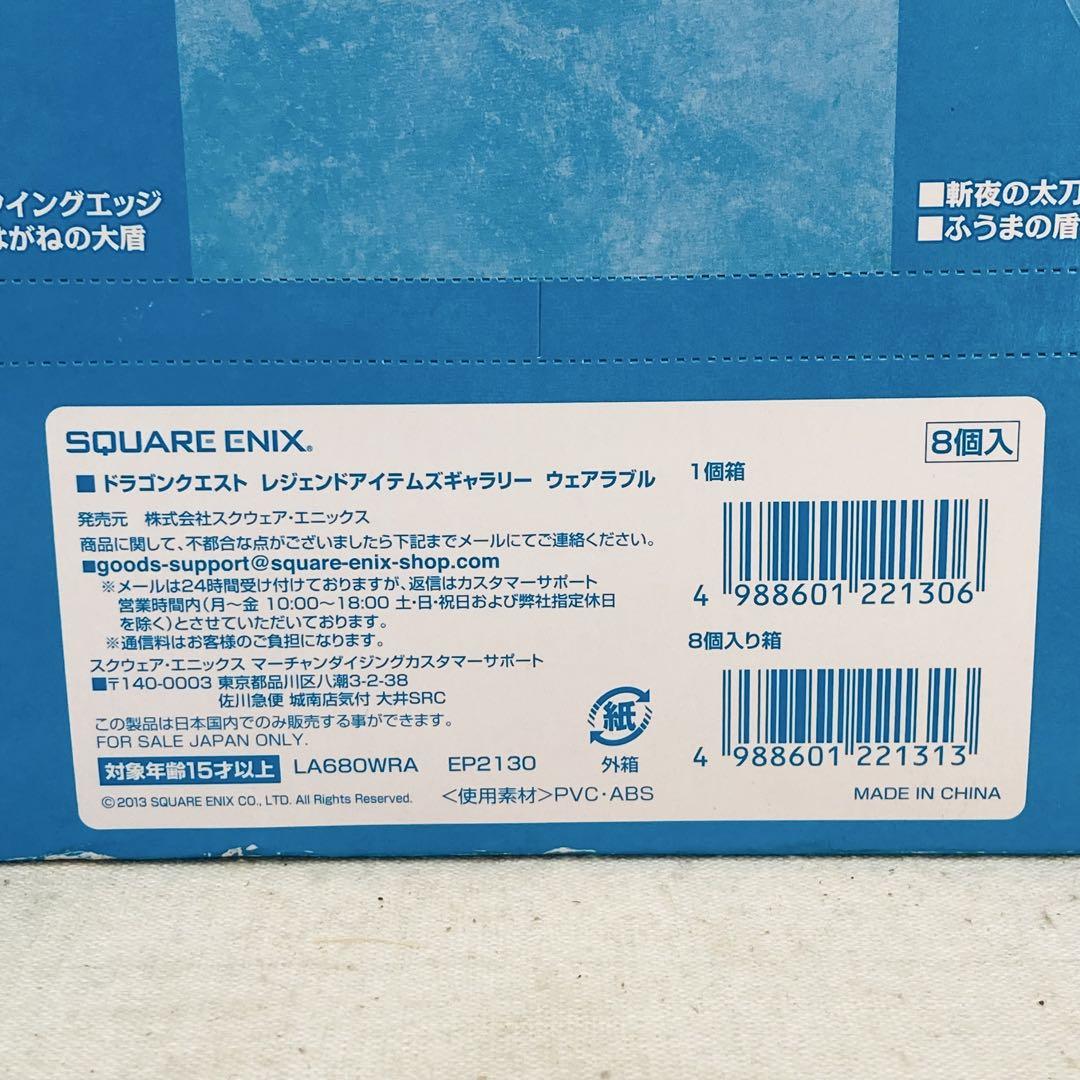 ウイングエッジ
はがねの大盾
■斬夜の太刀
■ふうまの盾
SQUARE ENIX®
8個入
■ドラゴンクエスト レジェンドアイテムズギャラリー ウェアラブル
発売元 株式会社スクウェア・エニックス
商品に関して、不都合な点がございましたら下記までメールにてご連絡ください。
■goods-support@square-enix-shop.com
※メールは24時間受け付けておりますが、返信はカスタマーサポート
営業時間内(月〜金 10:00〜18:00 土・日・祝日および弊社指定休日
を除く)とさせていただいております。
※通信料はお客様のご負担になります。
スクウェア・エニックス マーチャンダイジングカスタマーサポート
■〒140-0003 東京都品川区八潮3-2-38
佐川急便 城南店気付 大井SRC
この製品は日本国内でのみ販売する事ができます。
FOR SALE JAPAN ONLY.
対象年齢15才以上 LA680WRA EP2130
©2013 SQUARE ENIX CO., LTD. All Rights Reserved. <使用素材>PVC・ABS
紙
外箱
1個箱
4 988601 221306
8個入り箱
4 988601 221313
MADE IN CHINA